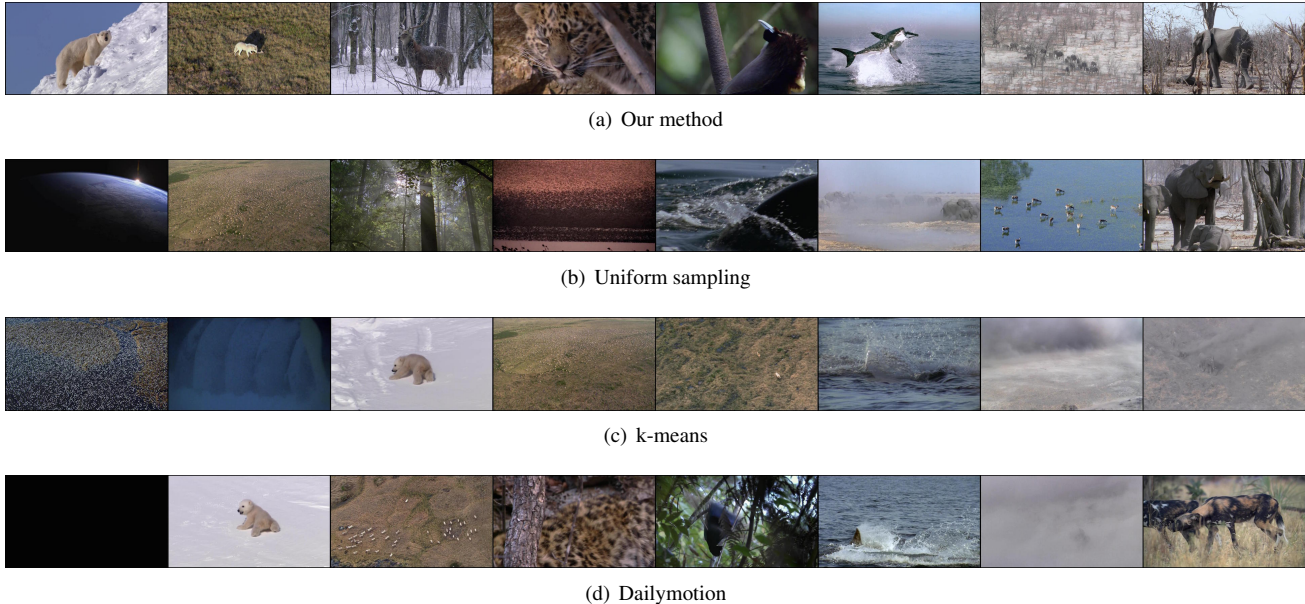 (a) Our method
(b) Uniform sampling
(c) k-means
(d) Dailymotion